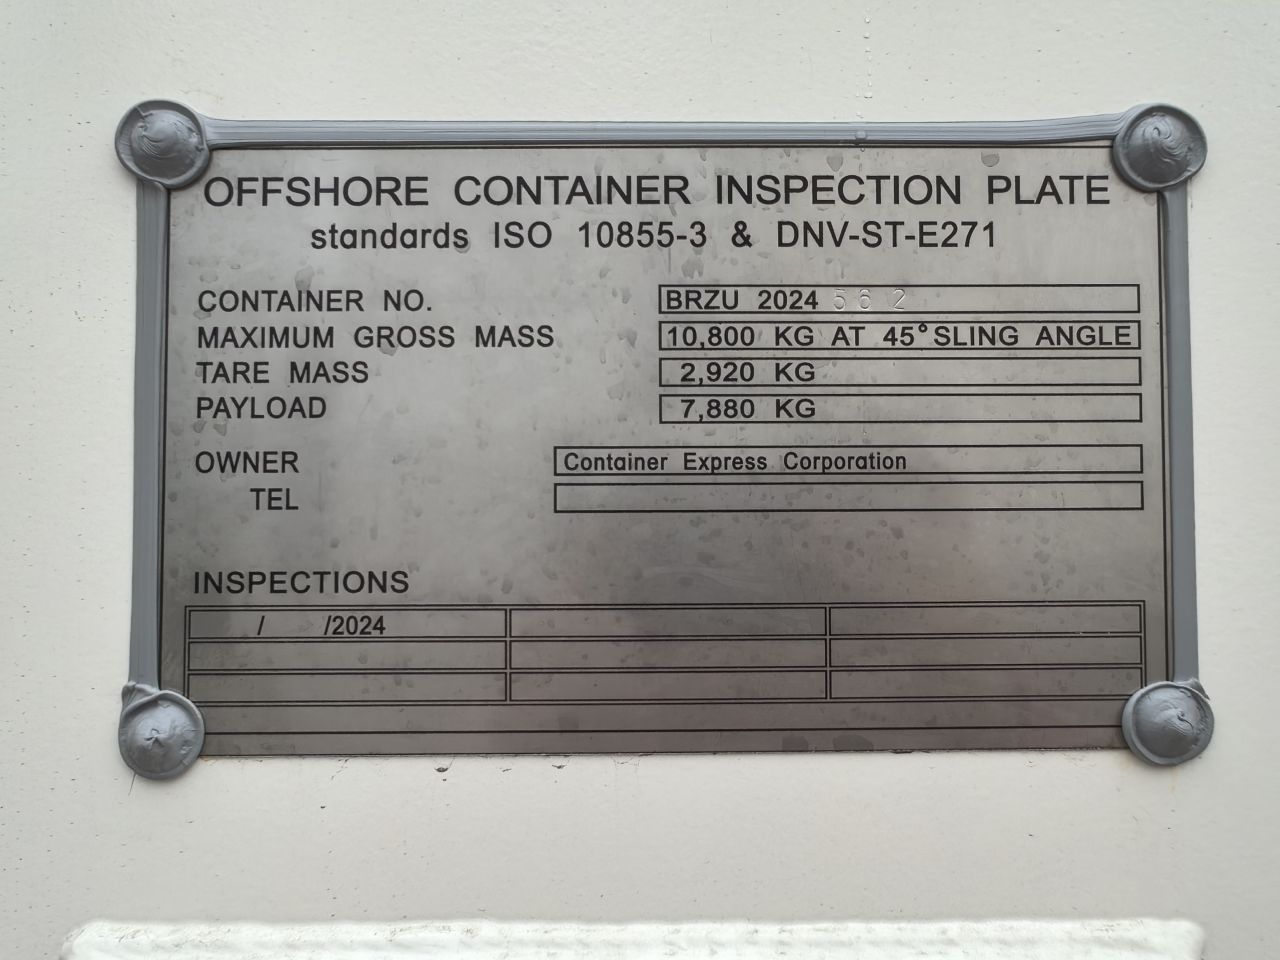 OFFSHORE CONTAINER INSPECTION PLATE
standards ISO 10855-3 & DNV-ST-E271
CONTAINER NO. BRZU 2024 562
MAXIMUM GROSS MASS 10,800 KG AT 45° SLING ANGLE
TARE MASS 2,920 KG
PAYLOAD 7,880 KG
OWNER Container Express Corporation
TEL
INSPECTIONS
/ /2024